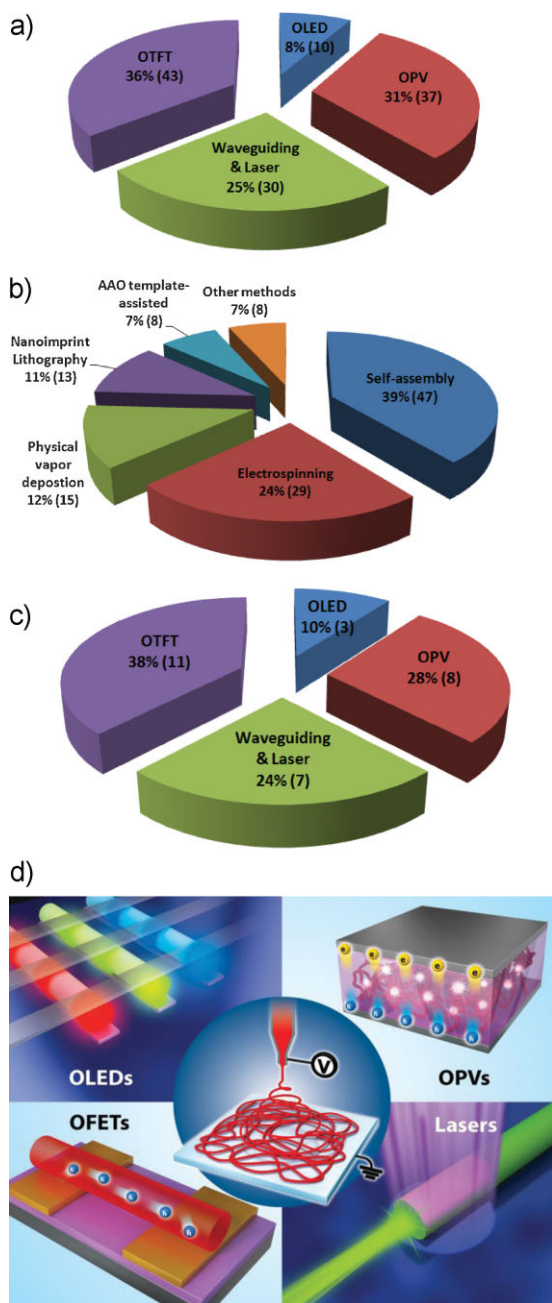 a)
OLED
8% (10)
OTFT
36% (43)
OPV
31% (37)
Waveguiding
& Laser
25% (30)
b)
AAO template-
assisted
7% (8)
Other methods
7% (8)
Nanoimprint
Lithography
11% (13)
Self-assembly
39% (47)
Physical
vapor
depostion
12% (15)
Electrospinning
24% (29)
c)
OLED
10% (3)
OTFT
38% (11)
OPV
28% (8)
Waveguiding
& Laser
24% (7)
d)
e e e e e
h h h h h
V
OLEDs
OPVs
OFETs
Lasers
h h h h h